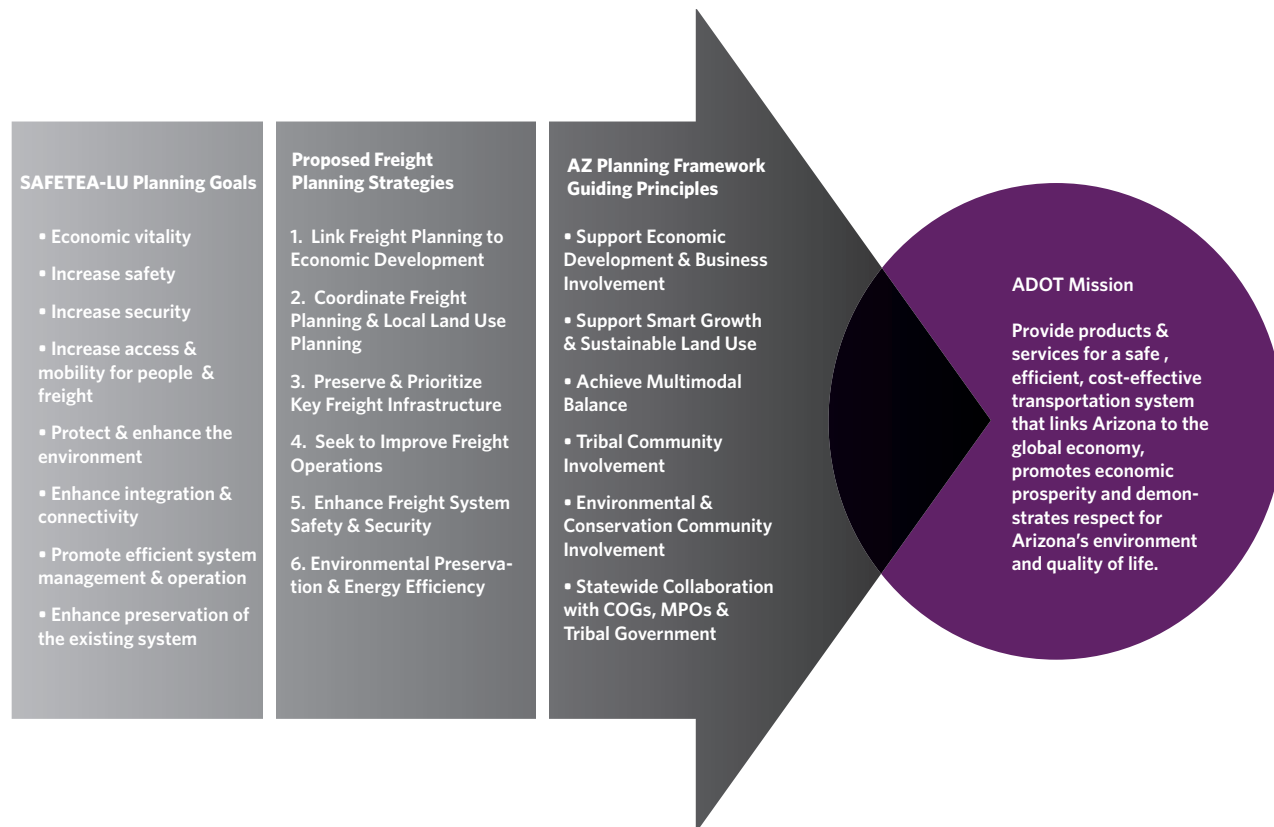 SAFETEA-LU Planning Goals
• Economic vitality
• Increase safety
• Increase security
• Increase access &
mobility for people & 
freight
• Protect & enhance the
environment
• Enhance integration &
connectivity
• Promote efficient system
management & operation
• Enhance preservation of
the existing system
Proposed Freight
Planning Strategies
1. Link Freight Planning to
Economic Development
2. Coordinate Freight
Planning & Local Land Use
Planning
3. Preserve & Prioritize
Key Freight Infrastructure
4. Seek to Improve Freight
Operations
5. Enhance Freight System
Safety & Security
6. Environmental Preserva-
tion & Energy Efficiency
AZ Planning Framework
Guiding Principles
• Support Economic
Development & Business
Involvement
• Support Smart Growth
& Sustainable Land Use
• Achieve Multimodal
Balance
• Tribal Community
Involvement
• Environmental &
Conservation Community
Involvement
• Statewide Collaboration
with COGs, MPOs &
Tribal Government
ADOT Mission
Provide products &
services for a safe ,
efficient, cost-effective
transportation system
that links Arizona to the
global economy,
promotes economic
prosperity and demon-
strates respect for
Arizona's environment
and quality of life.